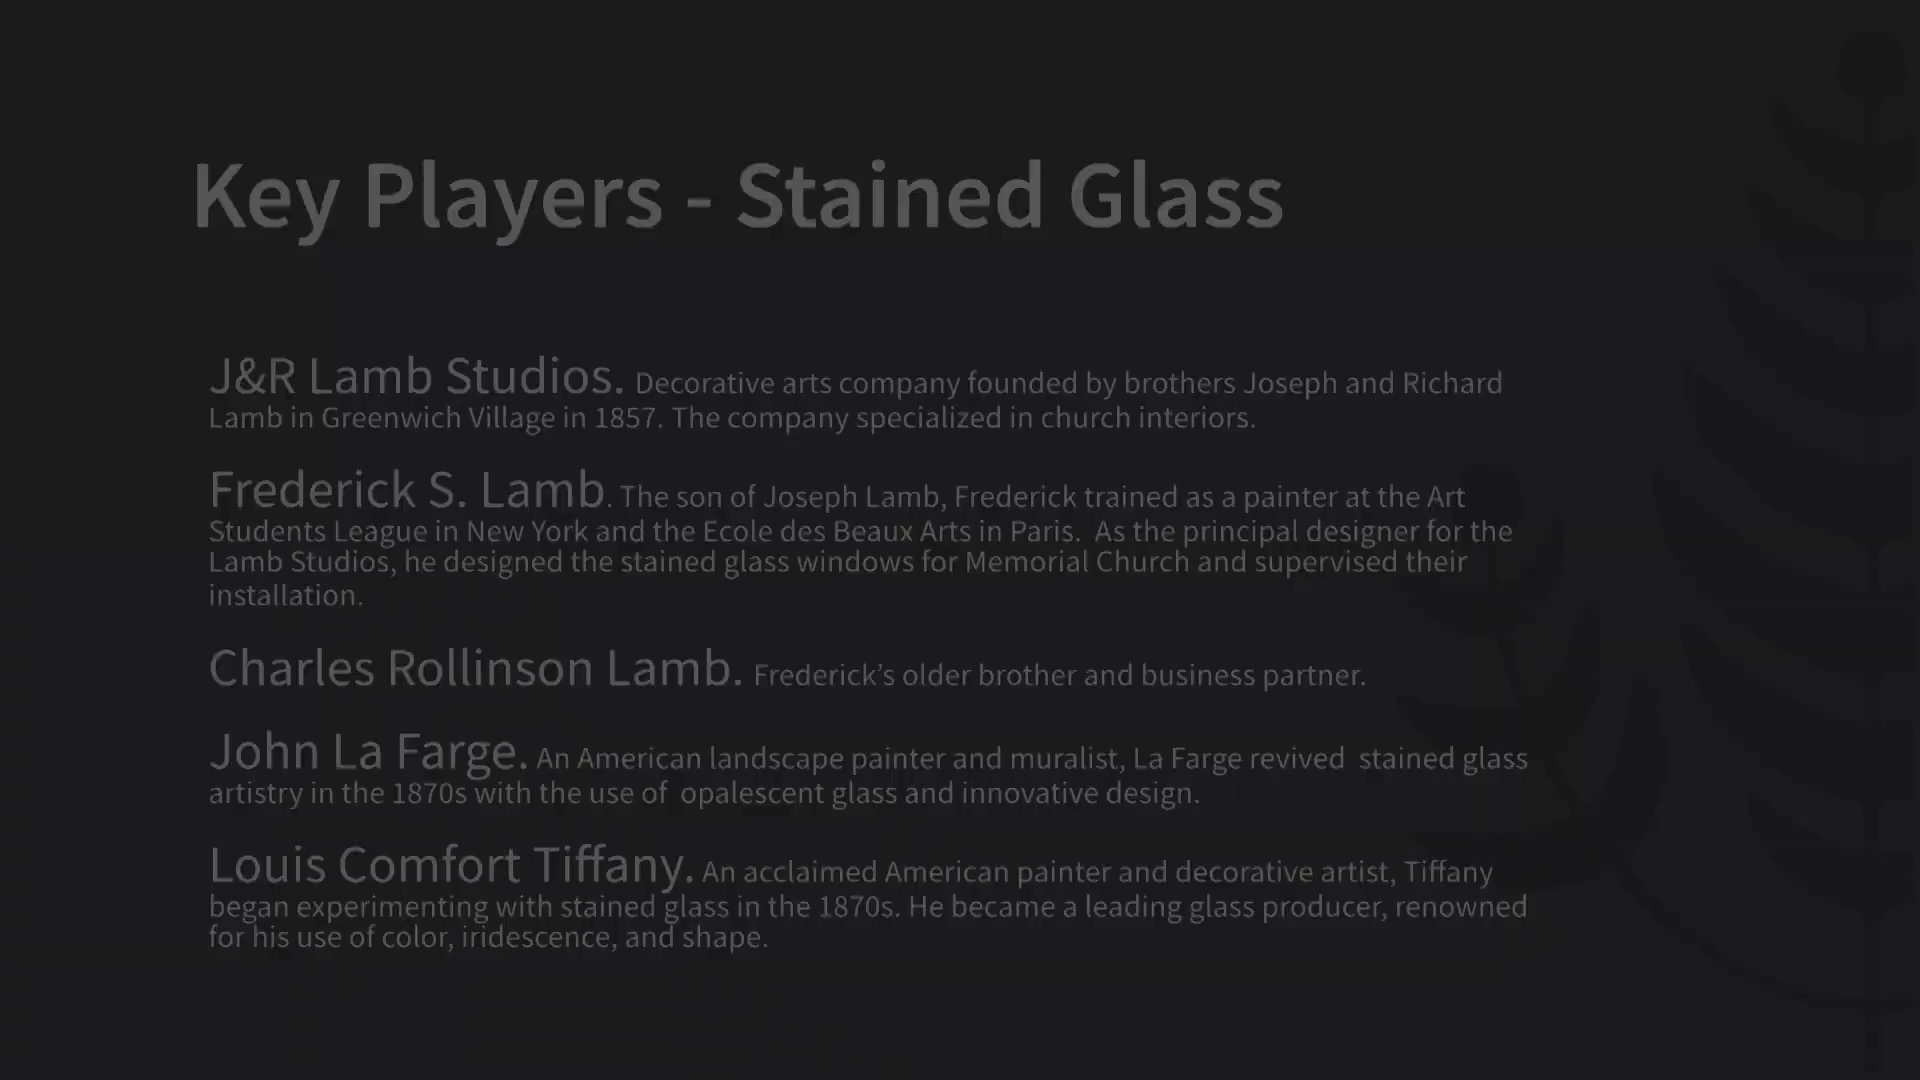 Key Players - Stained Glass
J&R Lamb Studios. Decorative arts company founded by brothers Joseph and Richard
Lamb in Greenwich Village in 1857. The company specialized in church interiors.
Frederick S. Lamb. The son of Joseph Lamb, Frederick trained as a painter at the Art
Students League in New York and the Ecole des Beaux Arts in Paris.  As the principal designer for the
Lamb Studios, he designed the stained glass windows for Memorial Church and supervised their
installation.
Charles Rollinson Lamb. Frederick’s older brother and business partner.
John La Farge. An American landscape painter and muralist, La Farge revived  stained glass
artistry in the 1870s with the use of  opalescent glass and innovative design.
Louis Comfort Tiffany. An acclaimed American painter and decorative artist, Tiffany
began experimenting with stained glass in the 1870s. He became a leading glass producer, renowned
for his use of color, iridescence, and shape.